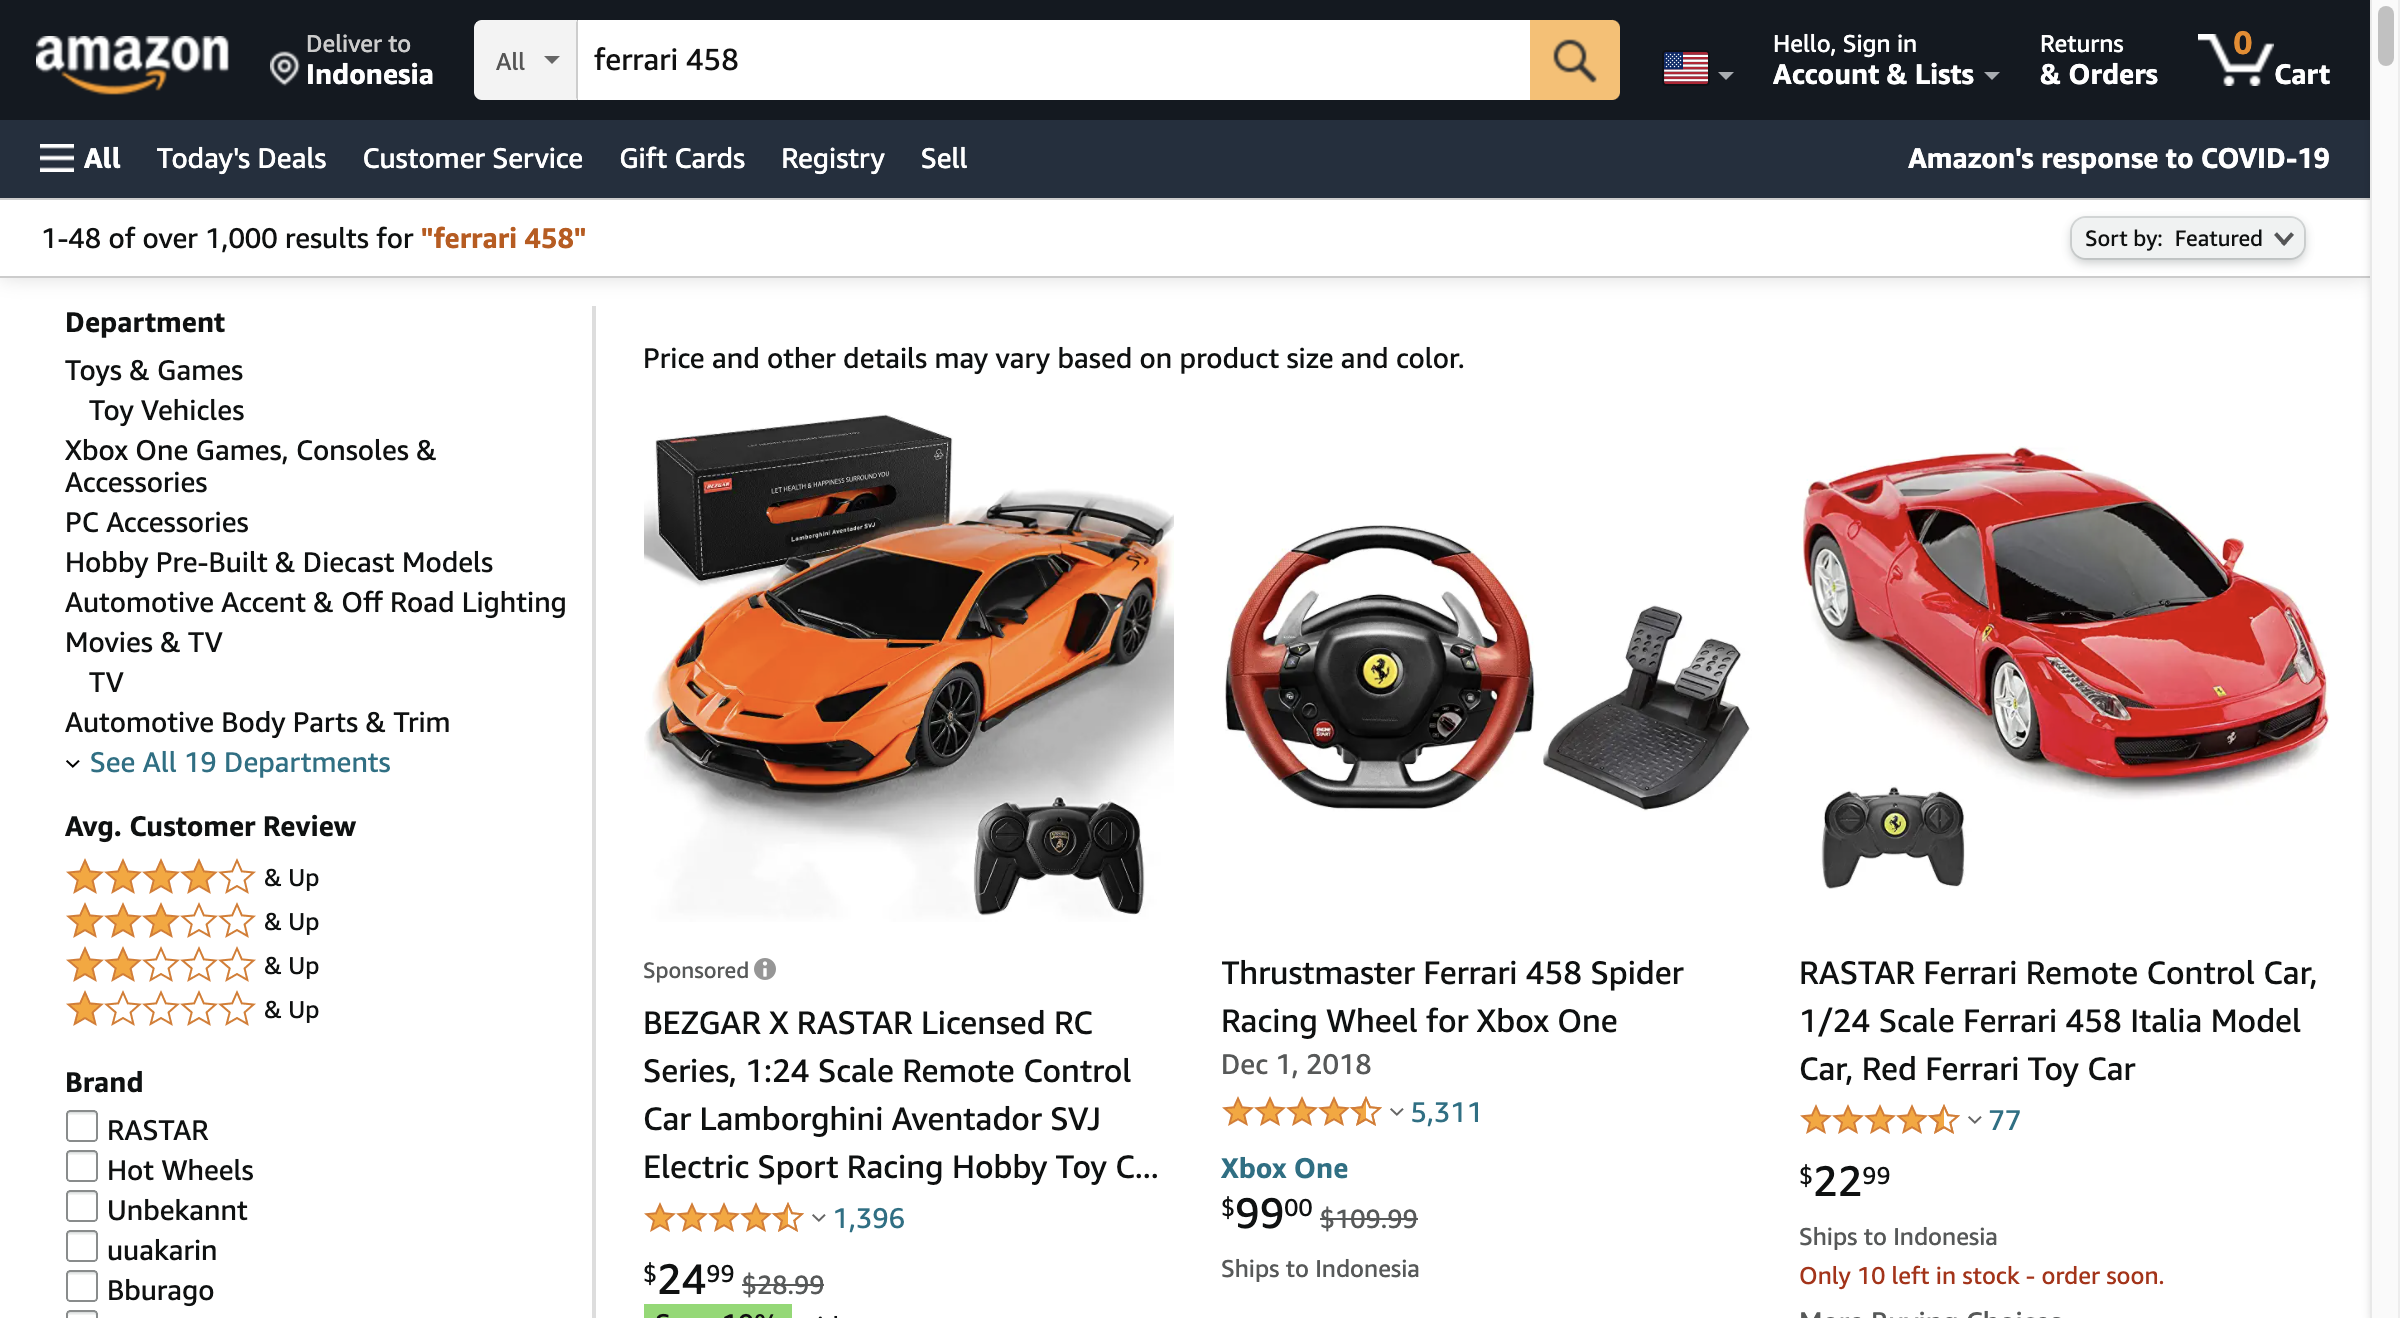 amazon
Deliver to
Indonesia
All
ferrari 458
Hello, Sign in
Account & Lists
Returns
& Orders
0
Cart
All
Today's Deals
Customer Service
Gift Cards
Registry
Sell
Amazon's response to COVID-19
1-48 of over 1,000 results for "ferrari 458"
Sort by: Featured
Department
Toys & Games
Toy Vehicles
Xbox One Games, Consoles &
Accessories
PC Accessories
Hobby Pre-Built & Diecast Models
Automotive Accent & Off Road Lighting
Movies & TV
TV
Automotive Body Parts & Trim
See All 19 Departments
Avg. Customer Review
& Up
& Up
& Up
& Up
Brand
RASTAR
Hot Wheels
Unbekannt
uuakarin
Bburago
Price and other details may vary based on product size and color.
BEZGAR
LET HEALTH & HAPPINESS SURROUND YOU
Lamborghini Aventador SVJ
Sponsored
BEZGAR X RASTAR Licensed RC
Series, 1:24 Scale Remote Control
Car Lamborghini Aventador SVJ
Electric Sport Racing Hobby Toy C...
1,396
$24.99 $28.99
Thrustmaster Ferrari 458 Spider
Racing Wheel for Xbox One
Dec 1, 2018
5,311
Xbox One
$99.00 $109.99
Ships to Indonesia
RASTAR Ferrari Remote Control Car,
1/24 Scale Ferrari 458 Italia Model
Car, Red Ferrari Toy Car
77
$22.99
Ships to Indonesia
Only 10 left in stock - order soon.